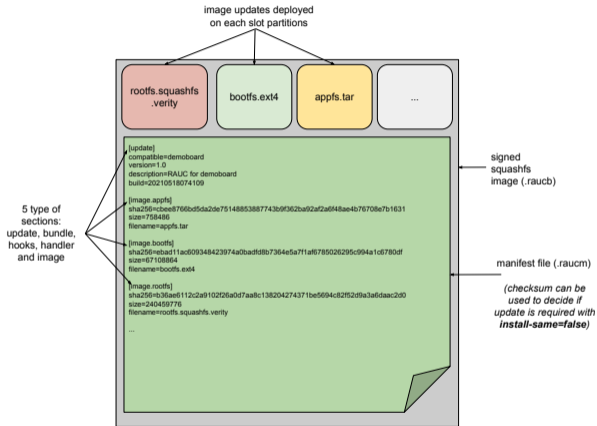 image updates deployed
on each slot partitions
rootfs.squashfs
.verity
bootfs.ext4
appfs.tar
...
[update]
compatible=demoboard
version=1.0
description=RAUC for demoboard
build=20210518074109
[image.appfs]
sha256=cbee8766bd5da2de75148853887743b9f362ba92af2a6f48ae4b76708e7b1631
size=758486
filename=appfs.tar
[image.bootfs]
sha256=ebad11ac609348423974a0badfd8b7364e5a7f1af6785026295c994a1c6780df
size=67108864
filename=bootfs.ext4
[image.rootfs]
sha256=b36ae6112c2a9102f26a0d7aa8c138204274371be5694c82f52d9a3a6daac2d0
size=240459776
filename=rootfs.squashfs.verity
...
5 type of
sections:
update, bundle,
hooks, handler
and image
signed
squashfs
image (.raucb)
manifest file (.raucm)
(checksum can be
used to decide if
update is required with
install-same=false)